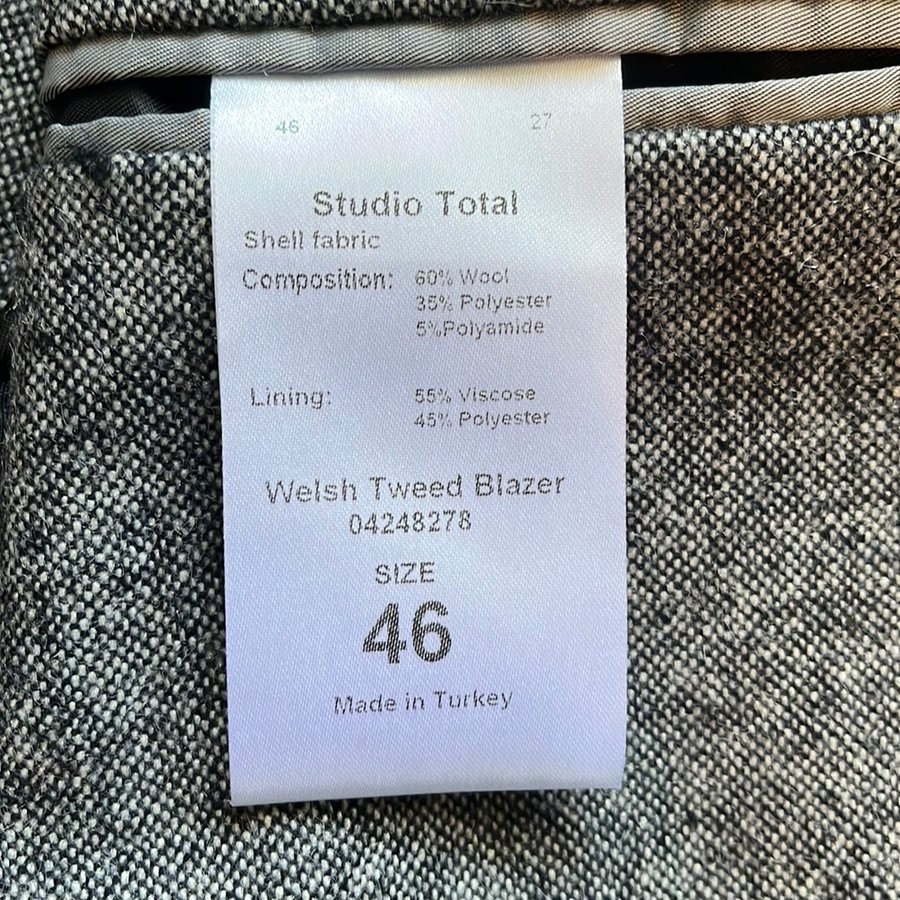 46 27
Studio Total
Shell fabric
Composition: 60% Wool
35% Polyester
5%Polyamide
Lining: 55% Viscose
45% Polyester
Welsh Tweed Blazer
04248278
SIZE
46
Made in Turkey